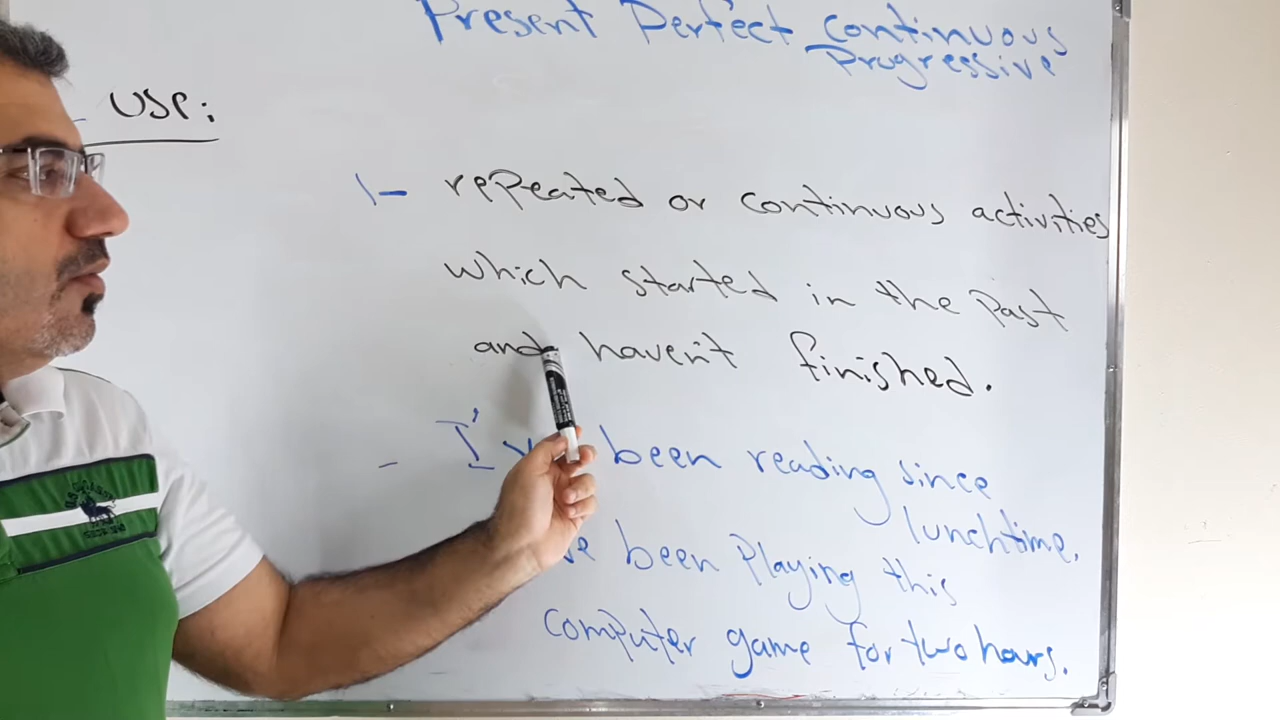 Present Perfect continuous
Progressive
use:
1- repeated or continuous activities
which started in the past
and haven't finished.
- I' been reading since
lunchtime.
been playing this
computer game for two hours.